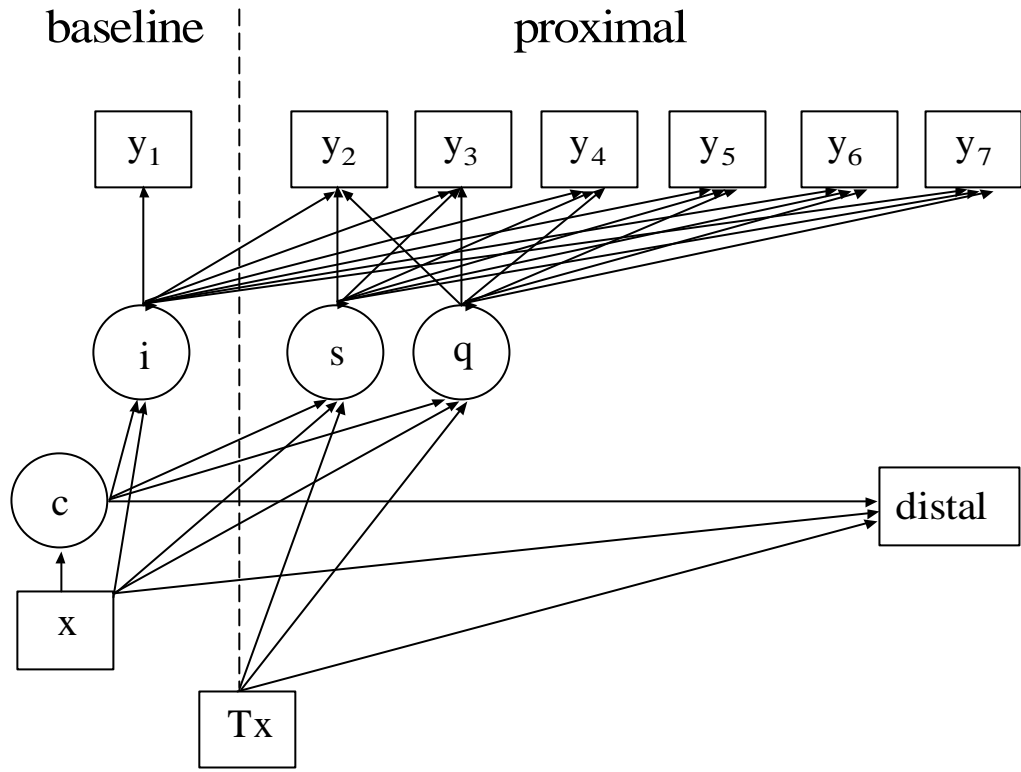 baseline proximal
y1 y2 y3 y4 y5 y6 y7
i s q
c
distal
x
Tx